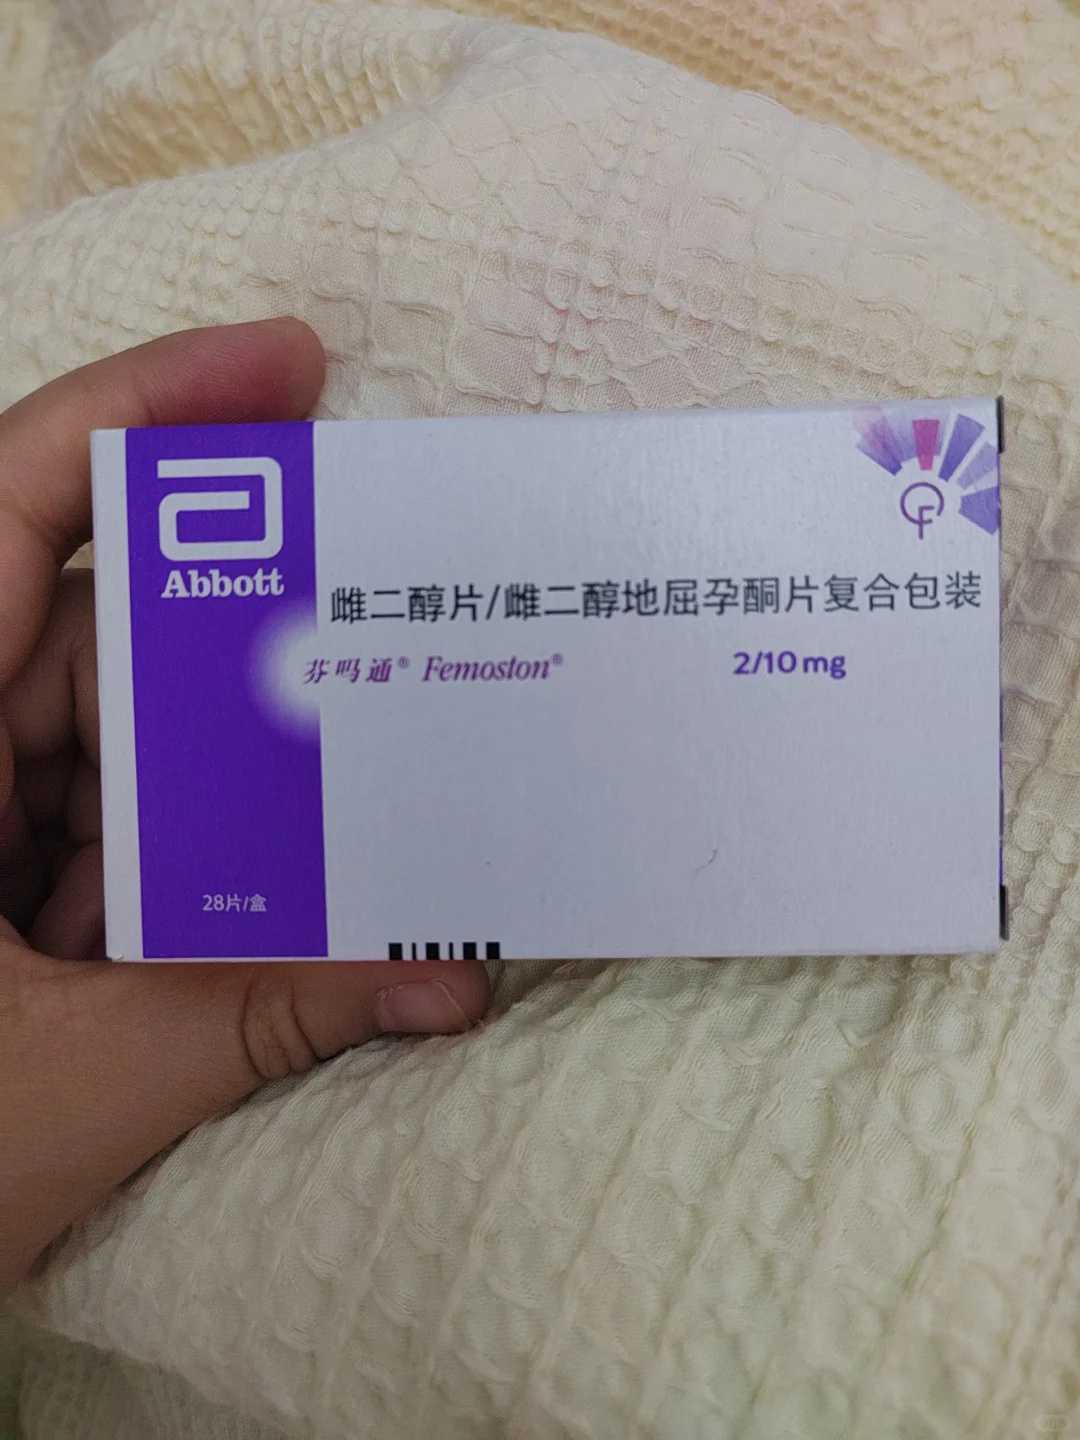 Abbott
雌二醇片/雌二醇地屈孕酮片复合包装
芬吗通® Femoston® 2/10 mg
28片/盒